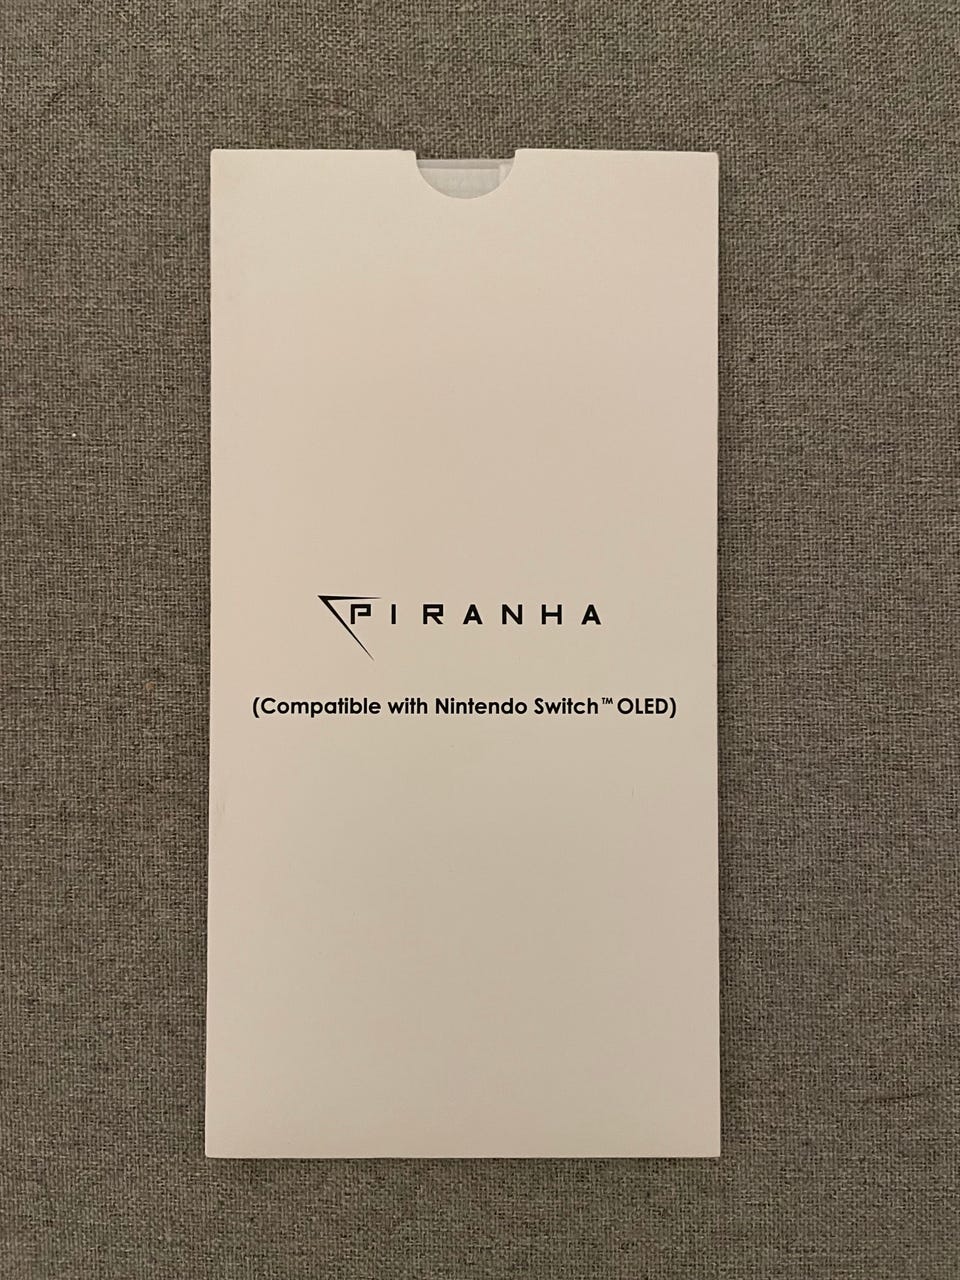 PIRANHA
(Compatible with Nintendo Switch™ OLED)